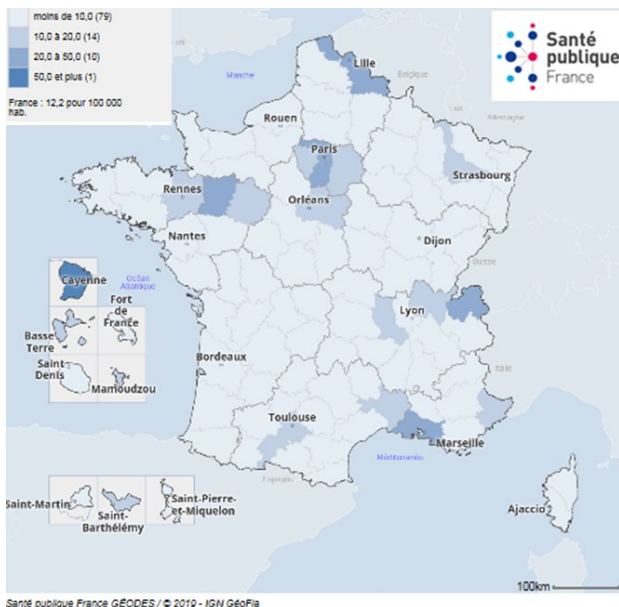 moins de 10,0 (79)
10,0 à 20,0 (14)
20,0 à 50,0 (10)
50,0 et plus (1)
France : 12,2 pour 100 000
hab.
Santé
publique
France
Manche
Lille
Belgique
Allemagne
Rouen
Paris
Strasbourg
Rennes
Orléans
Nantes
Dijon
Suisse
Cayenne
Océan
Atlantique
Fort
de
France
Basse
Terre
Lyon
Saint
Denis
Mamoudzou
Bordeaux
Italie
Toulouse
Marseille
Méditerranée
Espagne
Saint-Martin
Saint-
Barthélémy
Saint-Pierre-
et-Miquelon
Ajaccio
100km
Santé publique France GÉODES / © 2019 - IGN GéoFla